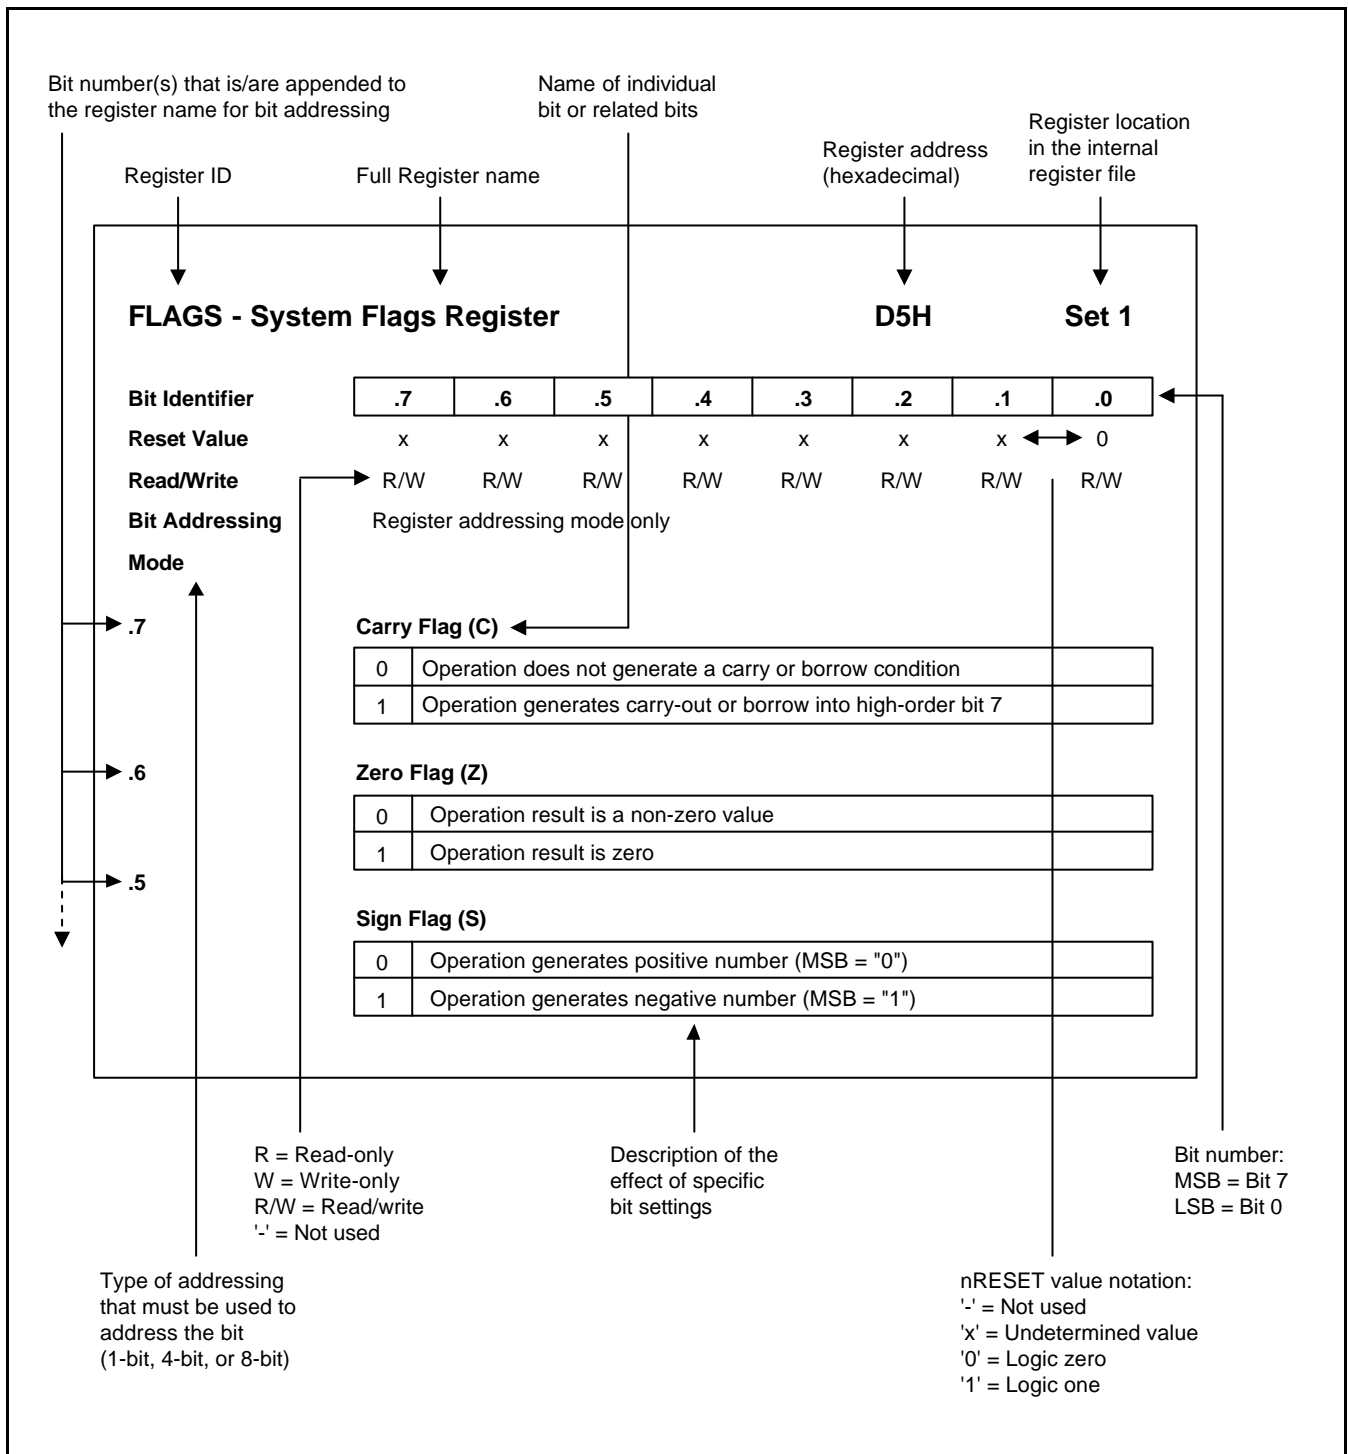 Bit number(s) that is/are appended to
the register name for bit addressing
Name of individual
bit or related bits
Register ID
Full Register name
Register address
(hexadecimal)
Register location
in the internal
register file
FLAGS - System Flags Register D5H Set 1
Bit Identifier .7 .6 .5 .4 .3 .2 .1 .0
Reset Value x x x x x x x 0
Read/Write R/W R/W R/W R/W R/W R/W R/W R/W
Bit Addressing Register addressing mode only
Mode
.7 Carry Flag (C)
0 Operation does not generate a carry or borrow condition
1 Operation generates carry-out or borrow into high-order bit 7
.6 Zero Flag (Z)
0 Operation result is a non-zero value
1 Operation result is zero
.5
Sign Flag (S)
0 Operation generates positive number (MSB = "0")
1 Operation generates negative number (MSB = "1")
R = Read-only
W = Write-only
R/W = Read/write
'-' = Not used
Description of the
effect of specific
bit settings
Bit number:
MSB = Bit 7
LSB = Bit 0
Type of addressing
that must be used to
address the bit
(1-bit, 4-bit, or 8-bit)
nRESET value notation:
'-' = Not used
'x' = Undetermined value
'0' = Logic zero
'1' = Logic one